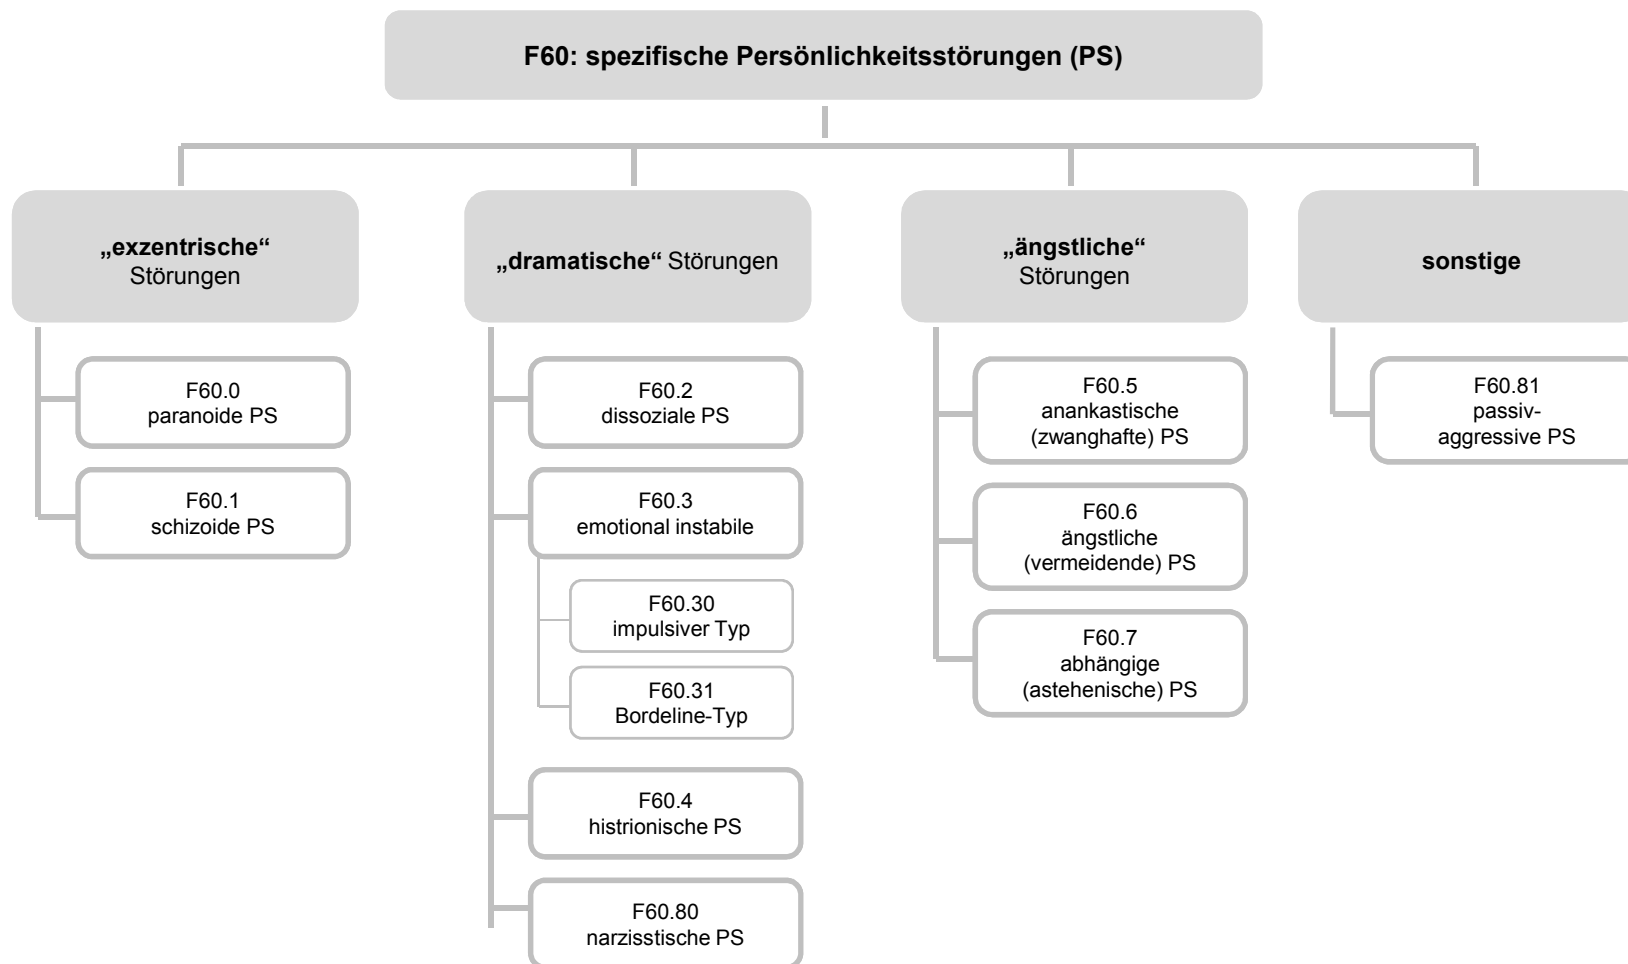 F60: spezifische Persönlichkeitsstörungen (PS)
„exzentrische“
Störungen
F60.0
paranoide PS
F60.1
schizoide PS
„dramatische“ Störungen
F60.2
dissoziale PS
F60.3
emotional instabile
F60.30
impulsiver Typ
F60.31
Bordeline-Typ
F60.4
histrionische PS
F60.80
narzisstische PS
„ängstliche“
Störungen
F60.5
anankastische
(zwanghafte) PS
F60.6
ängstliche
(vermeidende) PS
F60.7
abhängige
(astehenische) PS
sonstige
F60.81
passiv-
aggressive PS